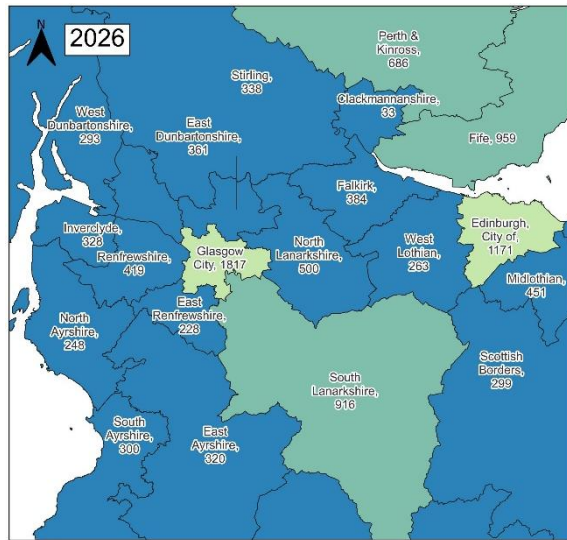 N
2026
Perth &
Kinross,
686
Stirling,
338
Clackmannanshire,
33
West
Dunbartonshire,
293
East
Dunbartonshire,
361
Fife, 959
Falkirk,
384
Edinburgh,
City of,
1171
Inverclyde,
328
Renfrewshire,
419
Glasgow
City, 1817
North
Lanarkshire,
500
West
Lothian,
263
Midlothian,
451
East
Renfrewshire,
228
North
Ayrshire,
248
South
Lanarkshire,
916
Scottish
Borders,
299
South
Ayrshire,
300
East
Ayrshire,
320